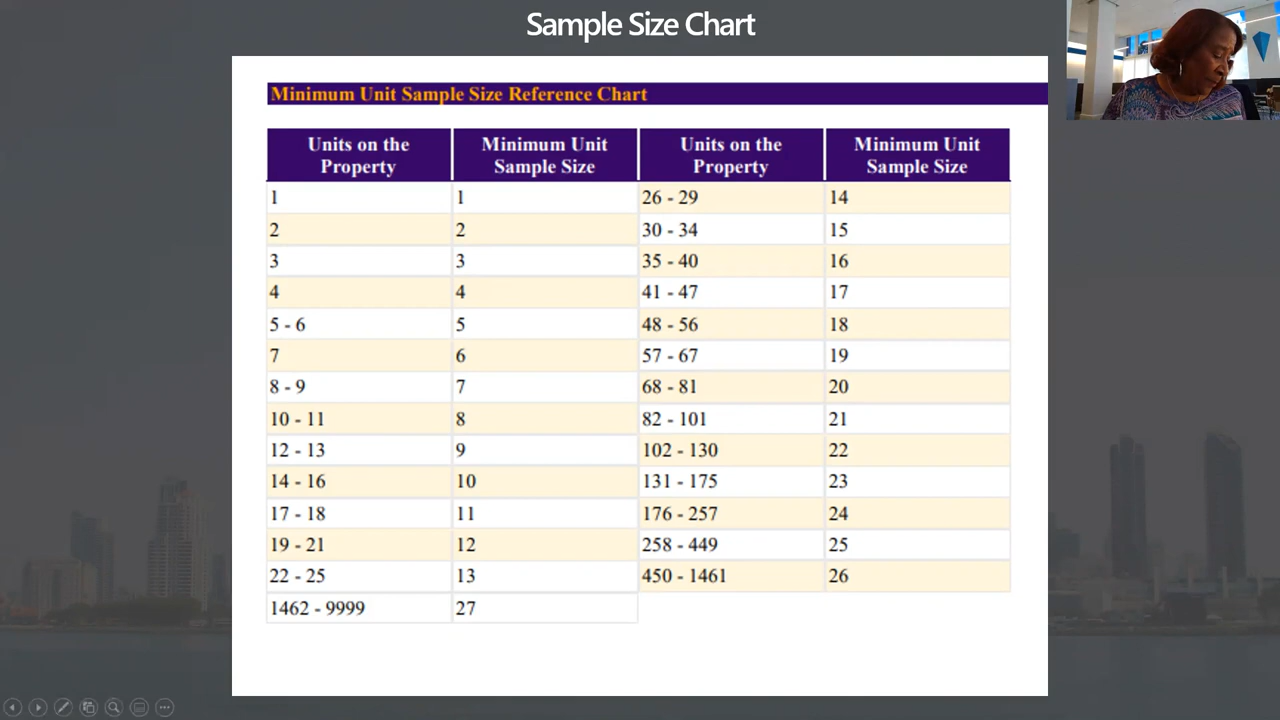 Sample Size Chart
Minimum Unit Sample Size Reference Chart
Units on the Property | Minimum Unit Sample Size | Units on the Property | Minimum Unit Sample Size
1 | 1 | 26 - 29 | 14
2 | 2 | 30 - 34 | 15
3 | 3 | 35 - 40 | 16
4 | 4 | 41 - 47 | 17
5 - 6 | 5 | 48 - 56 | 18
7 | 6 | 57 - 67 | 19
8 - 9 | 7 | 68 - 81 | 20
10 - 11 | 8 | 82 - 101 | 21
12 - 13 | 9 | 102 - 130 | 22
14 - 16 | 10 | 131 - 175 | 23
17 - 18 | 11 | 176 - 257 | 24
19 - 21 | 12 | 258 - 449 | 25
22 - 25 | 13 | 450 - 1461 | 26
1462 - 9999 | 27